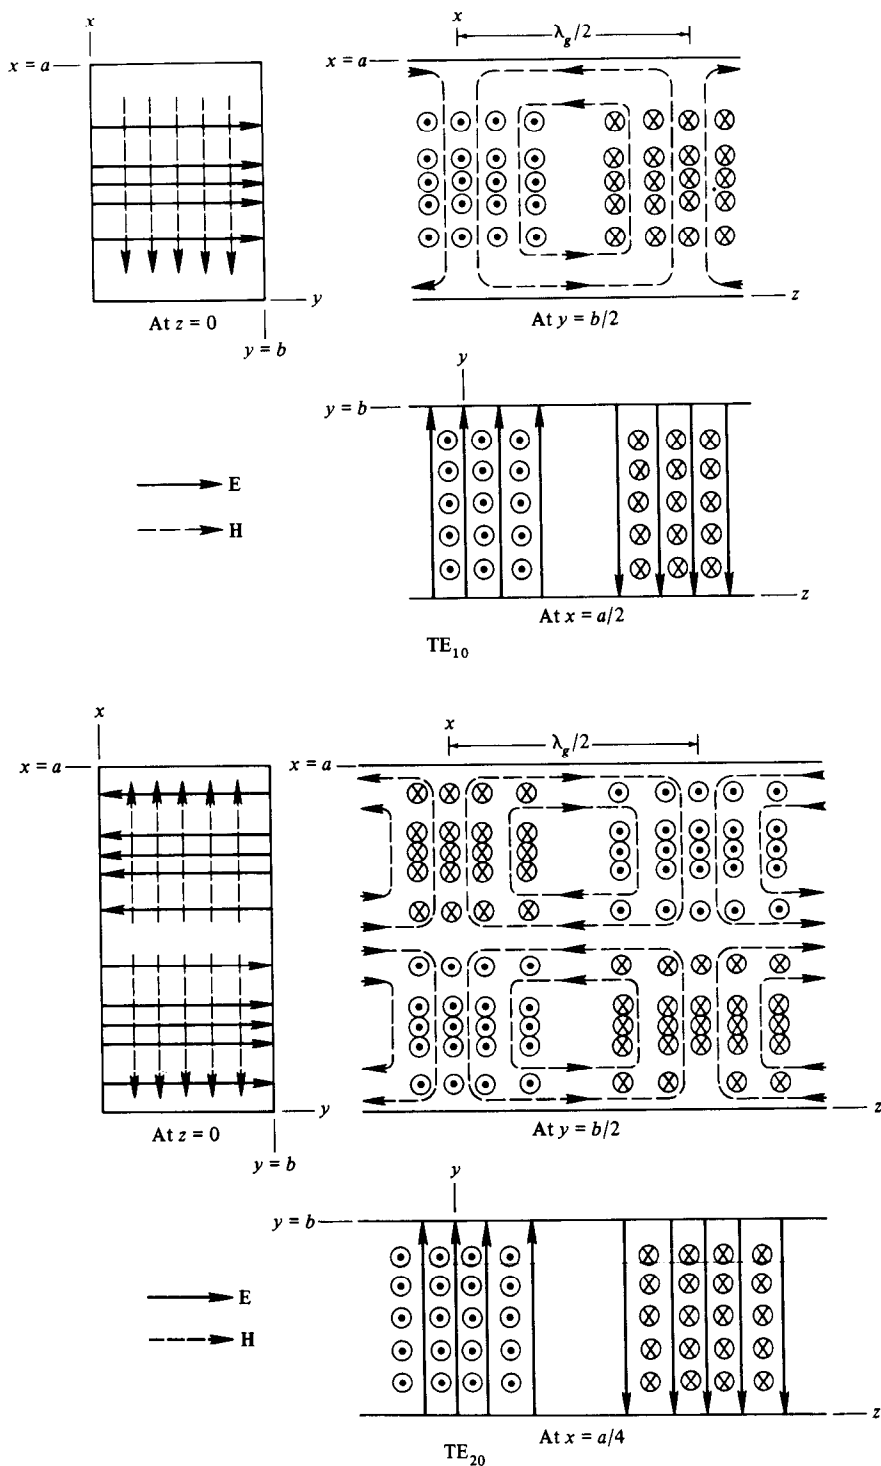 x
x = a
y
At z = 0
y = b
x
λg/2
x = a
z
At y = b/2
y
y = b
z
At x = a/2
E
H
TE10
x
x = a
y
At z = 0
y = b
x
λg/2
x = a
z
At y = b/2
y
y = b
z
At x = a/4
E
H
TE20